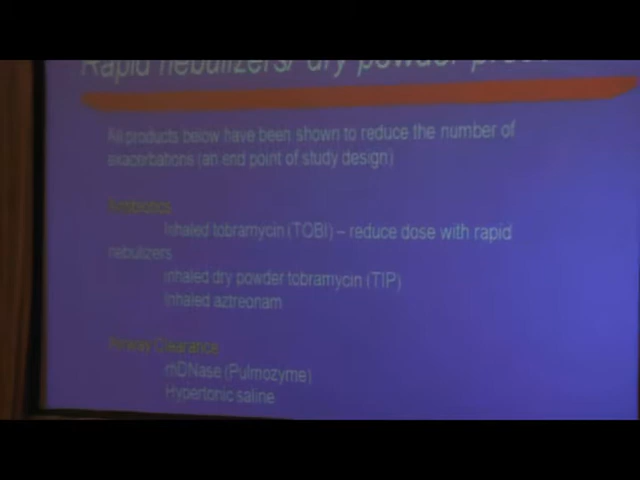 Rapid nebulizers/ dry powder
All products below have been shown to reduce the number of
exacerbations (an end point of study design)
Antibiotics
Inhaled tobramycin (TOBI) – reduce dose with rapid
nebulizers
Inhaled dry powder tobramycin (TIP)
Inhaled aztreonam
Airway Clearance
rhDNase (Pulmozyme)
Hypertonic saline